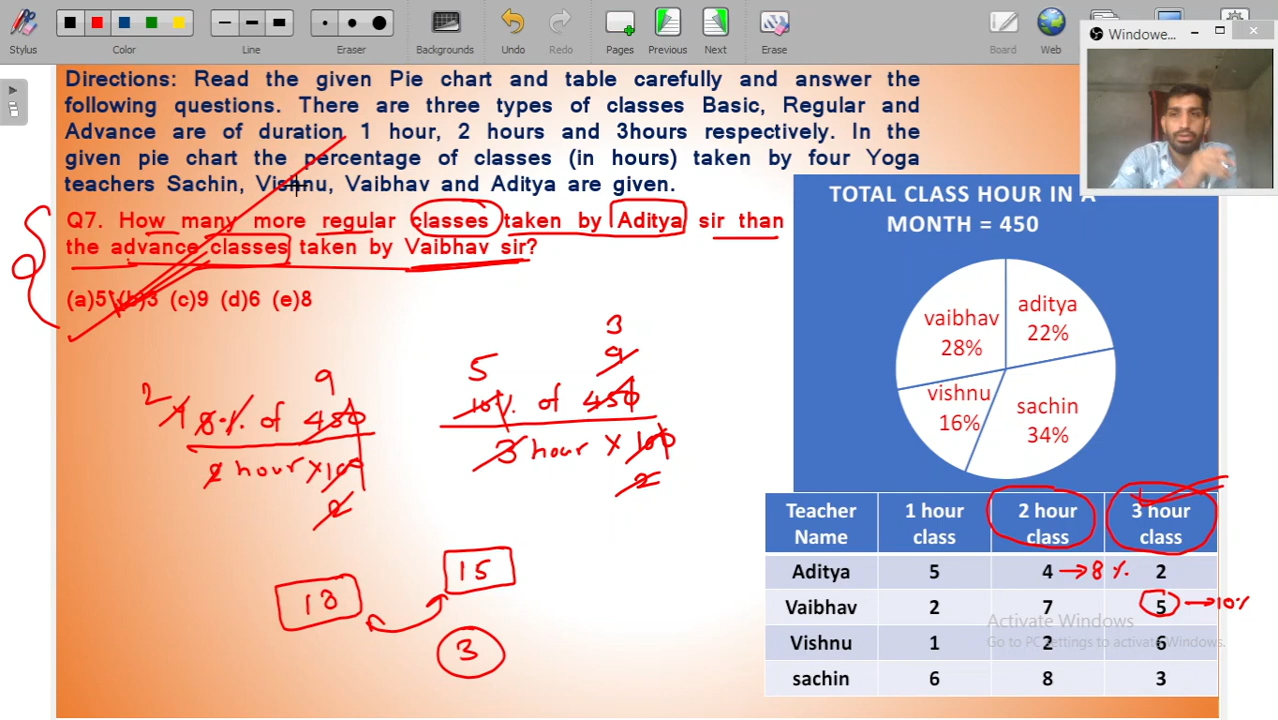 Stylus
Color
Line
Eraser
Backgrounds
Undo
Redo
Pages
Previous
Next
Erase
Board
Web
Windowe...
Directions: Read the given Pie chart and table carefully and answer the
following questions. There are three types of classes Basic, Regular and
Advance are of duration 1 hour, 2 hours and 3hours respectively. In the
given pie chart the percentage of classes (in hours) taken by four Yoga
teachers Sachin, Vishnu, Vaibhav and Aditya are given.
Q7. How many more regular classes taken by Aditya sir than
the advance classes taken by Vaibhav sir?
(a)5 (b)3 (c)9 (d)6 (e)8
2 9
8 % of 450
2 hour × 100
2
3
5 9
10 % of 450
3 hour × 100
2
18
15
3
TOTAL CLASS HOUR IN A
MONTH = 450
vaibhav
28%
aditya
22%
vishnu
16%
sachin
34%
Teacher Name 1 hour class 2 hour class 3 hour class
Aditya 5 4 → 8 % 2
Vaibhav 2 7 5 → 10%
Vishnu 1 2 6
sachin 6 8 3
Activate Windows
Go to PC settings to activate Windows.